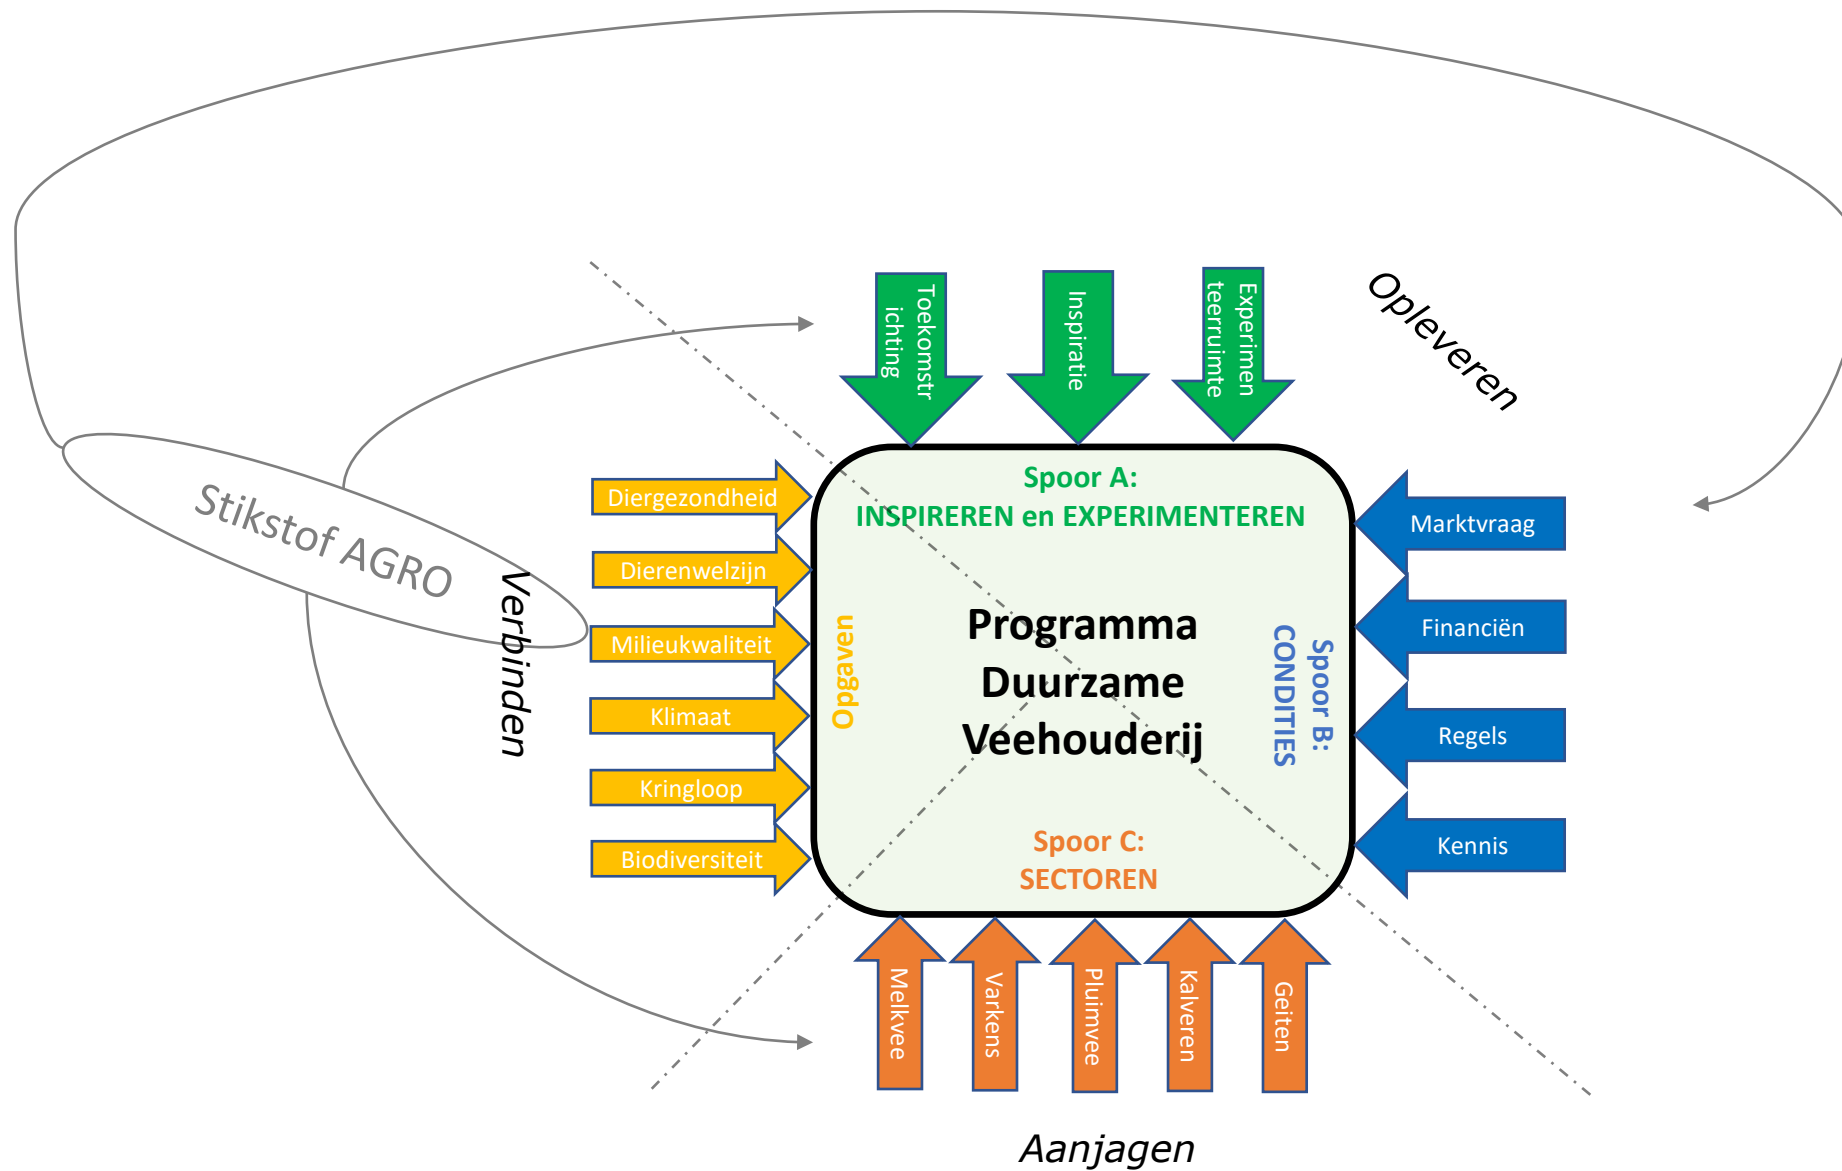 Opleveren
Toekomstr
ichting
Inspiratie
Experimen
teerruimte
Stikstof AGRO
Verbinden
Diergezondheid
Dierenwelzijn
Milieukwaliteit
Klimaat
Kringloop
Biodiversiteit
Opgaven
Spoor A:
INSPIREREN en EXPERIMENTEREN
Programma
Duurzame
Veehouderij
Spoor B:
CONDITIES
Spoor C:
SECTOREN
Marktvraag
Financiën
Regels
Kennis
Melkvee
Varkens
Pluimvee
Kalveren
Geiten
Aanjagen